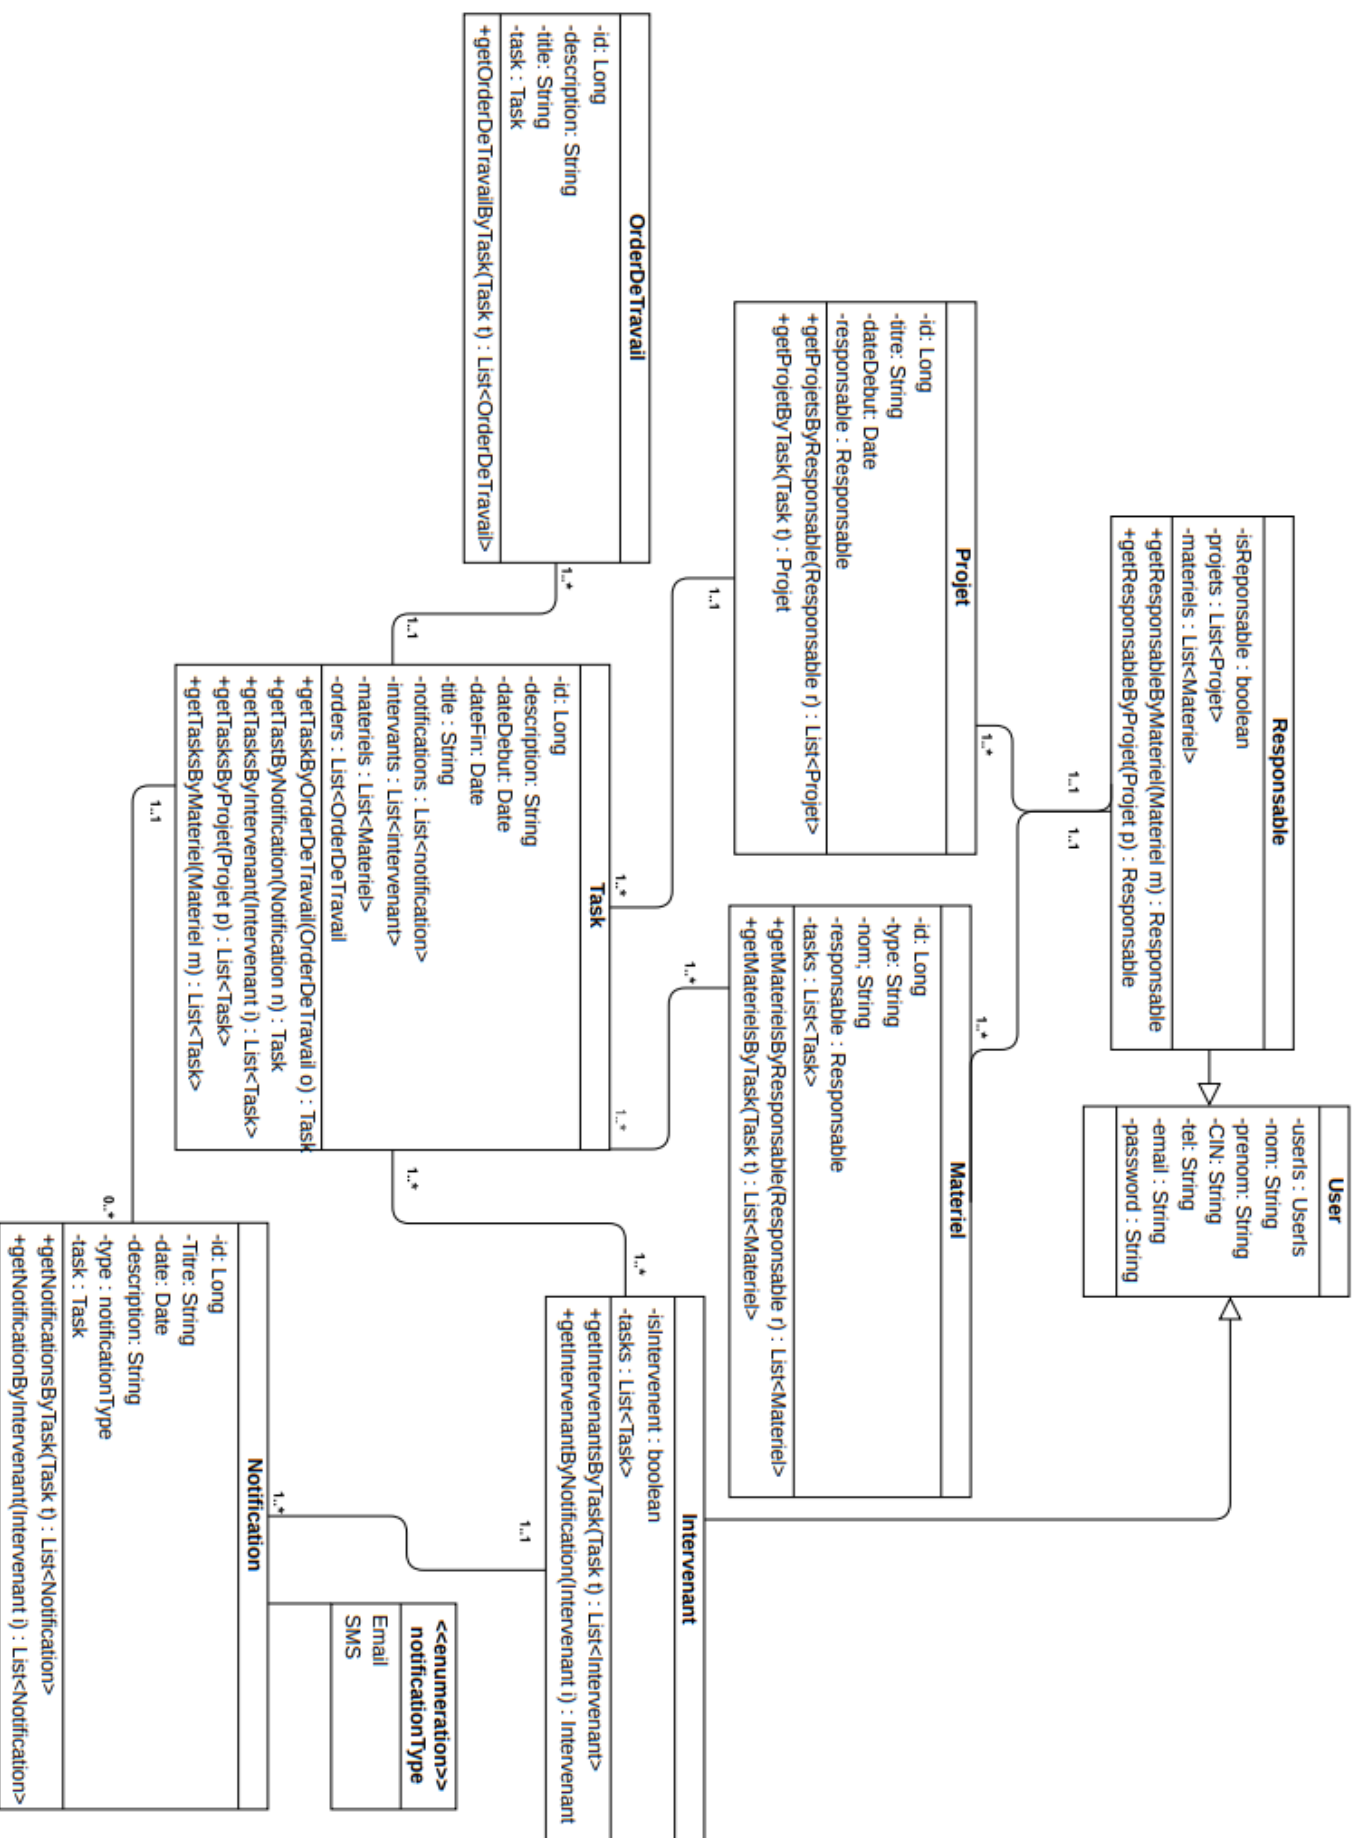 User
-userIs : UserIs
-nom: String
-prenom: String
-CIN: String
-tel: String
-email : String
-password : String
Responsable
-isReponsable : boolean
-projets : List<Projet>
-materiels : List<Materiel>
+getResponsableByMateriel(Materiel m) : Responsable
+getResponsableByProjet(Projet p) : Responsable
1..1
1..1
1..*
1..*
Projet
-id: Long
-titre: String
-dateDebut: Date
-responsable : Responsable
+getProjetsByResponsable(Responsable r) : List<Projet>
+getProjetByTask(Task t) : Projet
1..1
1..*
Materiel
-id: Long
-type: String
-nom; String
-responsable : Responsable
-tasks : List<Task>
+getMaterielsByResponsable(Responsable r) : List<Materiel>
+getMaterielsByTask(Task t) : List<Materiel>
1..*
1..*
Intervenant
-isIntervenent : boolean
-tasks : List<Task>
+getIntervenantsByTask(Task t) : List<Intervenant>
+getIntervenantByNotification(Intervenant i) : Intervenant
1..*
1..*
1..1
1..*
OrderDeTravail
-id: Long
-description: String
-title: String
-task : Task
+getOrderDeTravailByTask(Task t) : List<OrderDeTravail>
1..*
1..1
Task
-id: Long
-description: String
-dateDebut: Date
-dateFin: Date
-title : String
-notifications : List<notification>
-intervants : List<intervenant>
-materiels : List<Materiel>
-orders : List<OrderDeTravail
+getTaskByOrderDeTravail(OrderDeTravail o) : Task
+getTastByNotification(Notification n) : Task
+getTasksByIntervenant(Intervenant i) : List<Task>
+getTasksByProjet(Projet p) : List<Task>
+getTasksByMateriel(Materiel m) : List<Task>
1..1
0..*
<<enumeration>>
notificationType
Email
SMS
Notification
-id: Long
-Titre: String
-date: Date
-description: String
-type : notificationType
-task : Task
+getNotificationsByTask(Task t) : List<Notification>
+getNotificationByIntervenant(Intervenant i) : List<Notification>